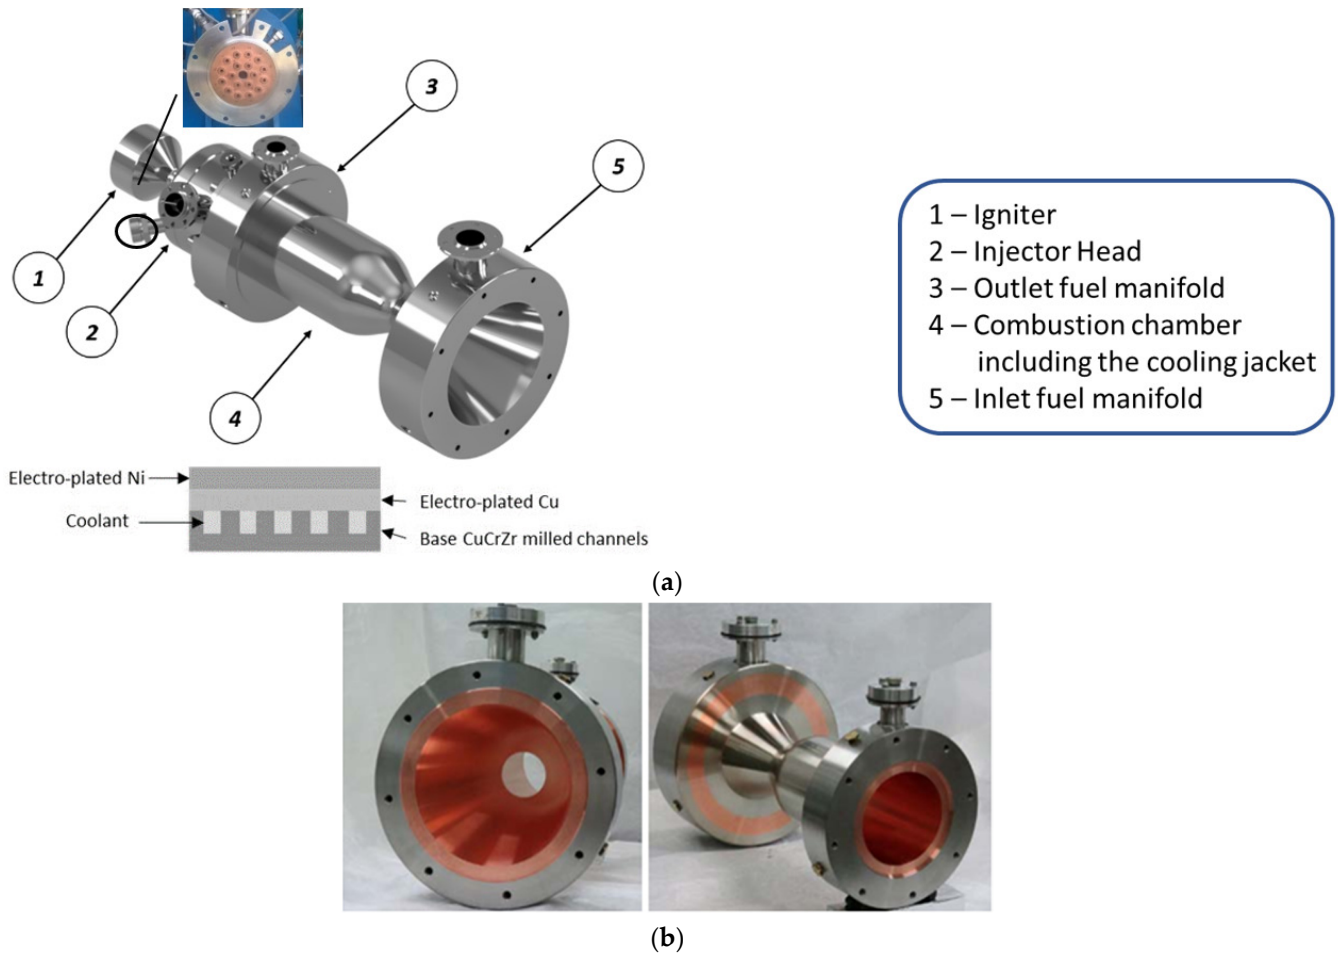 3
5
1
2
4
1 – Igniter
2 – Injector Head
3 – Outlet fuel manifold
4 – Combustion chamber
including the cooling jacket
5 – Inlet fuel manifold
Electro-plated Ni
Electro-plated Cu
Coolant
Base CuCrZr milled channels
(a)
(b)